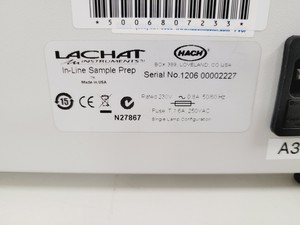 5006807233
LACHAT
INSTRUMENTS
HACH
In-Line Sample Prep
BOX 389, LOVELAND, CO USA
Made in USA
Serial No.1206 00002227
15
N27867
Rated 230V 0.8A 50/60Hz
Fuse: T 1.6A/250VAC
Single Lamp Configuration
A3